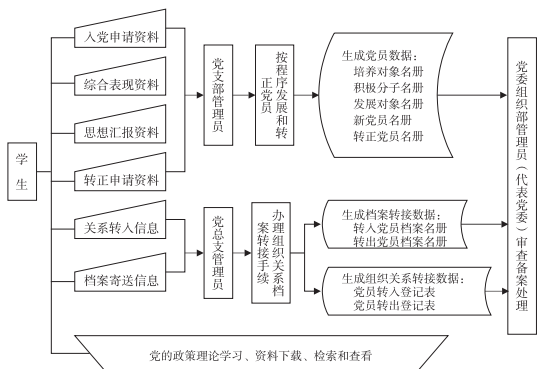 学生
入党申请资料
综合表现资料
思想汇报资料
转正申请资料
关系转入信息
档案寄送信息
党支部管理员
党总支管理员
按程序发展和转
正党员
办理组织关系档
案转接手续
生成党员数据：
培养对象名册
积极分子名册
发展对象名册
新党员名册
转正党员名册
生成档案转接数据：
转入党员档案名册
转出党员档案名册
生成组织关系转接数据：
党员转入登记表
党员转出登记表
党委组织部管理员（代表党委）审查备案处理
党的政策理论学习、资料下载、检索和查看